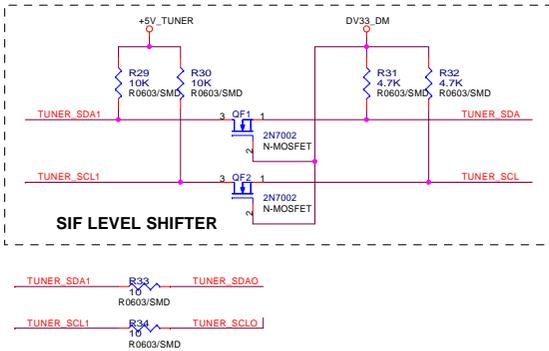 +5V_TUNER
DV33_DM
R29
10K
R0603/SMD
R30
10K
R0603/SMD
R31
4.7K
R0603/SMD
R32
4.7K
R0603/SMD
TUNER_SDA1
3
QF1
1
TUNER_SDA
2
2N7002
N-MOSFET
TUNER_SCL1
3
QF2
1
TUNER_SCL
2
2N7002
N-MOSFET
SIF LEVEL SHIFTER
TUNER_SDA1
R33
TUNER_SDAO
10
R0603/SMD
TUNER_SCL1
R34
TUNER_SCLO
10
R0603/SMD